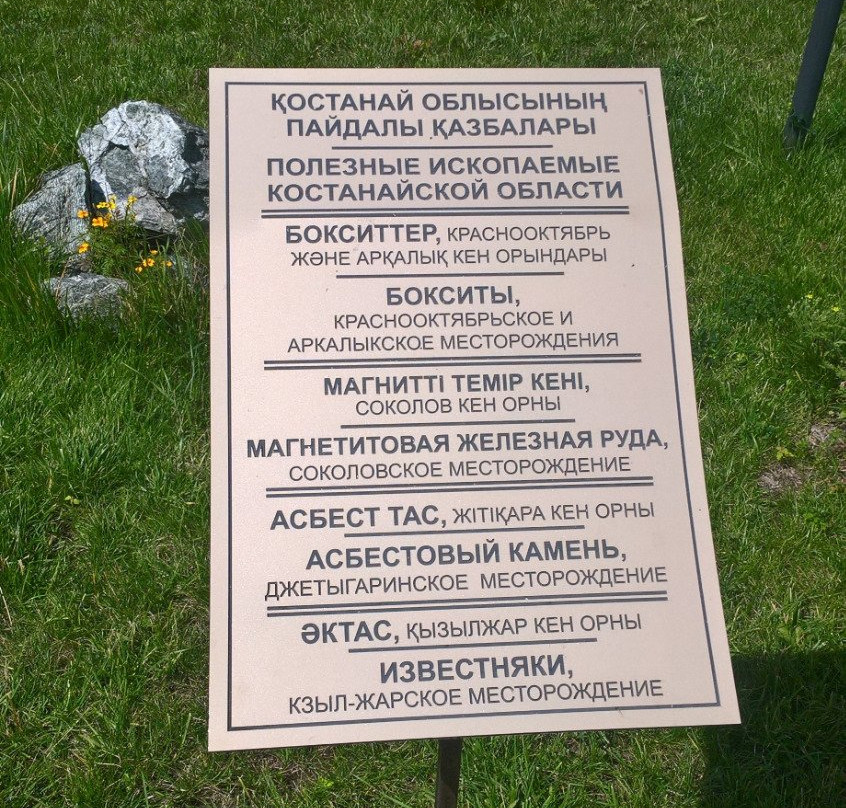 ҚОСТАНАЙ ОБЛЫСЫНЫҢ
ПАЙДАЛЫ ҚАЗБАЛАРЫ
ПОЛЕЗНЫЕ ИСКОПАЕМЫЕ
КОСТАНАЙСКОЙ ОБЛАСТИ
БОКСИТТЕР, КРАСНООКТЯБРЬ
ЖӘНЕ АРҚАЛЫҚ КЕН ОРЫНДАРЫ
БОКСИТЫ,
КРАСНООКТЯБРЬСКОЕ И
АРКАЛЫКСКОЕ МЕСТОРОЖДЕНИЯ
МАГНИТТІ ТЕМІР КЕНІ,
СОКОЛОВ КЕН ОРНЫ
МАГНЕТИТОВАЯ ЖЕЛЕЗНАЯ РУДА,
СОКОЛОВСКОЕ МЕСТОРОЖДЕНИЕ
АСБЕСТ ТАС, ЖІТІҚАРА КЕН ОРНЫ
АСБЕСТОВЫЙ КАМЕНЬ,
ДЖЕТЫГАРИНСКОЕ МЕСТОРОЖДЕНИЕ
ӘКТАС, ҚЫЗЫЛЖАР КЕН ОРНЫ
ИЗВЕСТНЯКИ,
КЗЫЛ-ЖАРСКОЕ МЕСТОРОЖДЕНИЕ